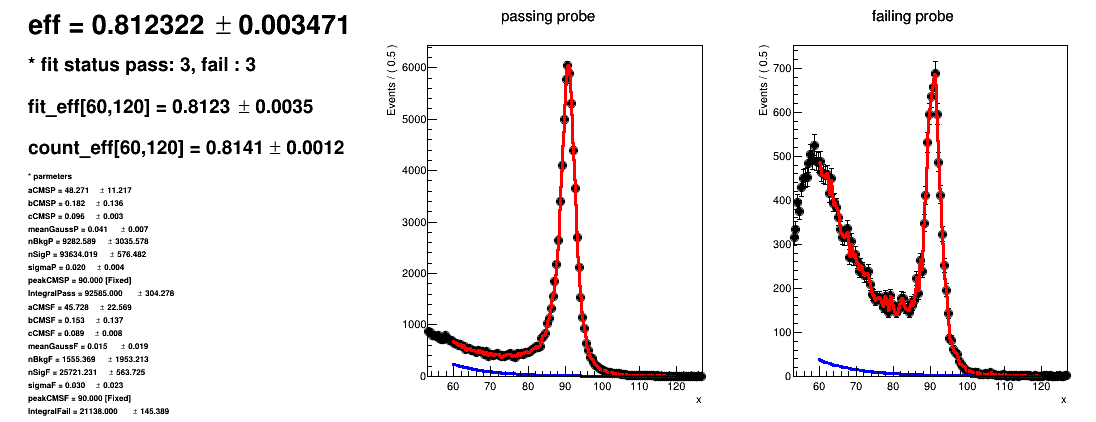 eff = 0.812322 ± 0.003471
* fit status pass: 3, fail : 3
fit_eff[60,120] = 0.8123 ± 0.0035
count_eff[60,120] = 0.8141 ± 0.0012
* parmeters
aCMSP = 48.271 ± 11.217
bCMSP = 0.182 ± 0.136
cCMSP = 0.096 ± 0.003
meanGaussP = 0.041 ± 0.007
nBkgP = 9282.589 ± 3035.578
nSigP = 93634.019 ± 576.482
sigmaP = 0.020 ± 0.004
peakCMSP = 90.000 [Fixed]
IntegralPass = 92585.000 ± 304.278
aCMSF = 45.728 ± 22.569
bCMSF = 0.153 ± 0.137
cCMSF = 0.089 ± 0.008
meanGaussF = 0.015 ± 0.019
nBkgF = 1555.369 ± 1953.213
nSigF = 25721.231 ± 563.725
sigmaF = 0.030 ± 0.023
peakCMSF = 90.000 [Fixed]
IntegralFail = 21138.000 ± 145.389
passing probe
Events / ( 0.5 )
6000
5000
4000
3000
2000
1000
0
60 70 80 90 100 110 120
x
failing probe
Events / ( 0.5 )
700
600
500
400
300
200
100
0
60 70 80 90 100 110 120
x